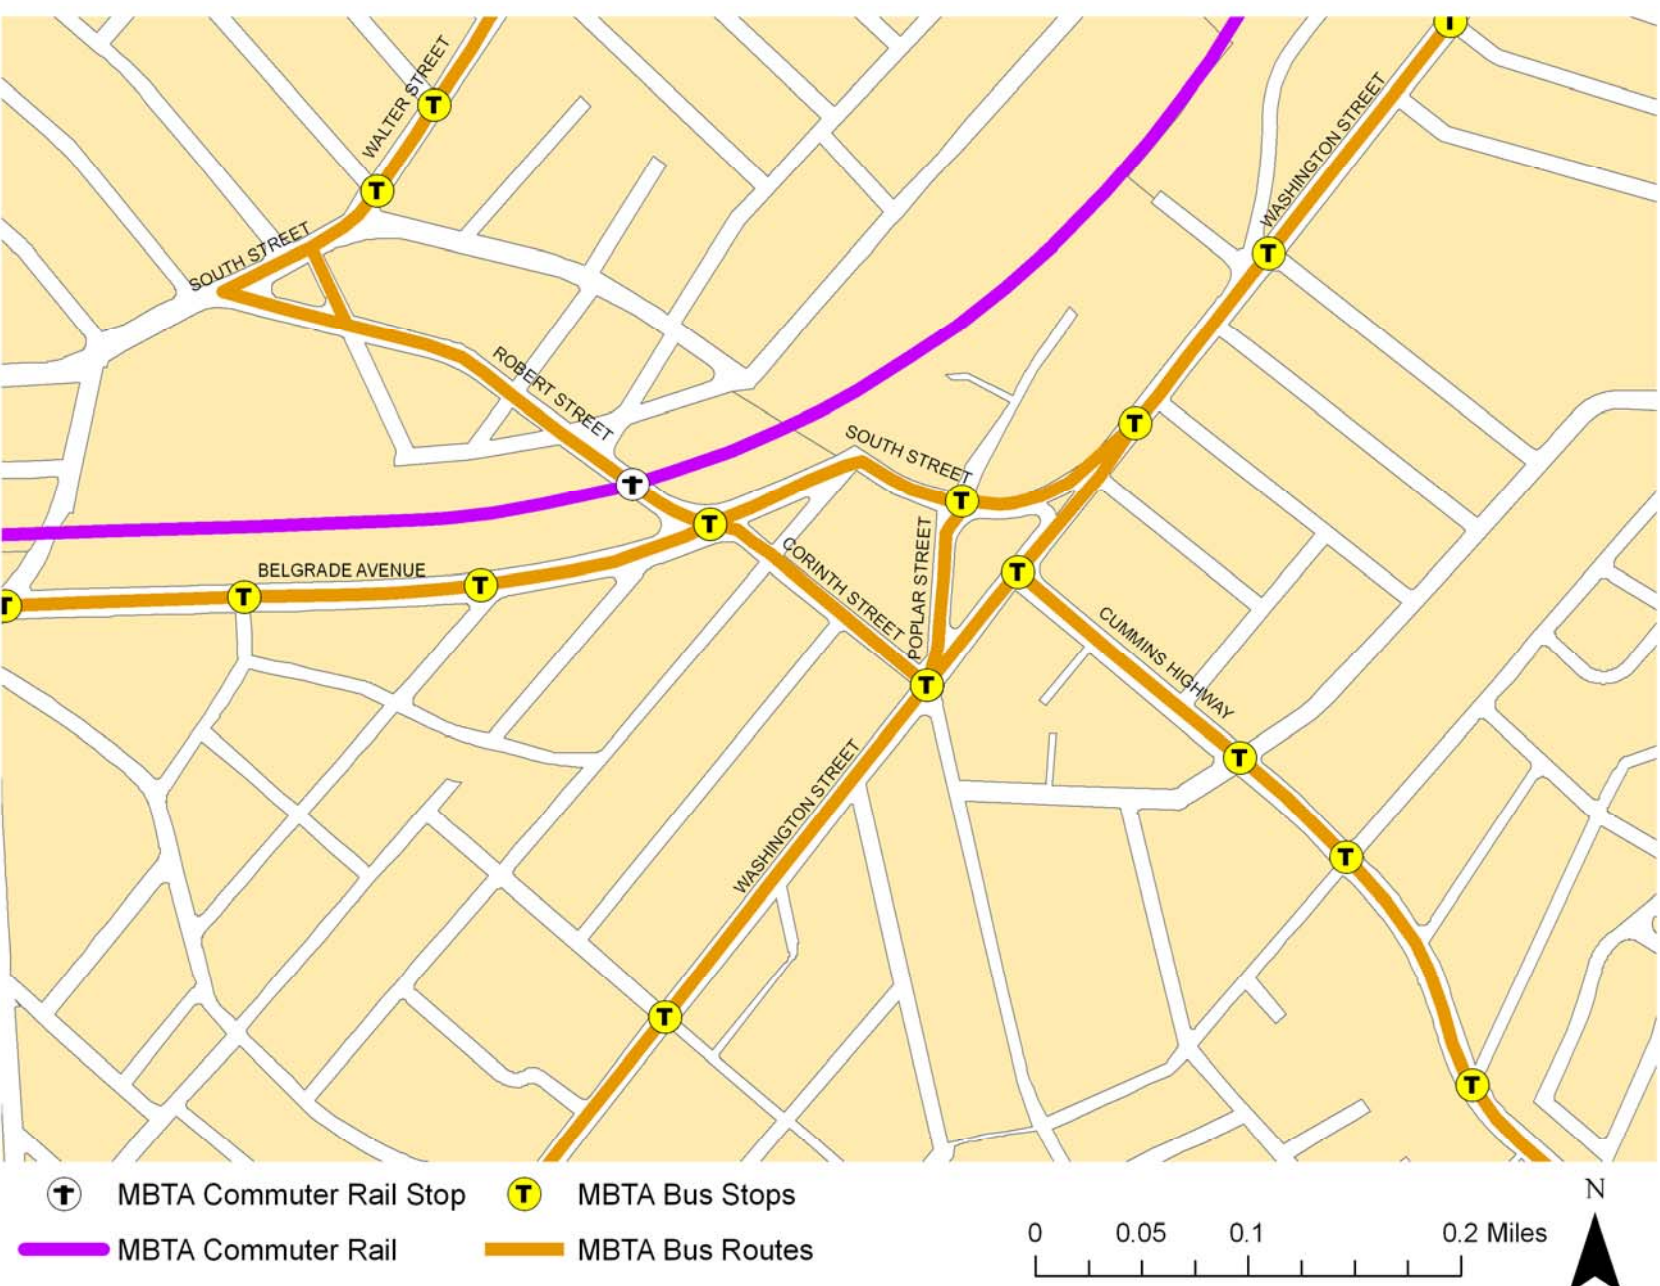 WALTER STREET
WASHINGTON STREET
SOUTH STREET
ROBERT STREET
SOUTH STREET
BELGRADE AVENUE
CORINTH STREET
POPLAR STREET
CUMMINS HIGHWAY
WASHINGTON STREET
T MBTA Commuter Rail Stop
T MBTA Bus Stops
MBTA Commuter Rail
MBTA Bus Routes
0 0.05 0.1 0.2 Miles
N